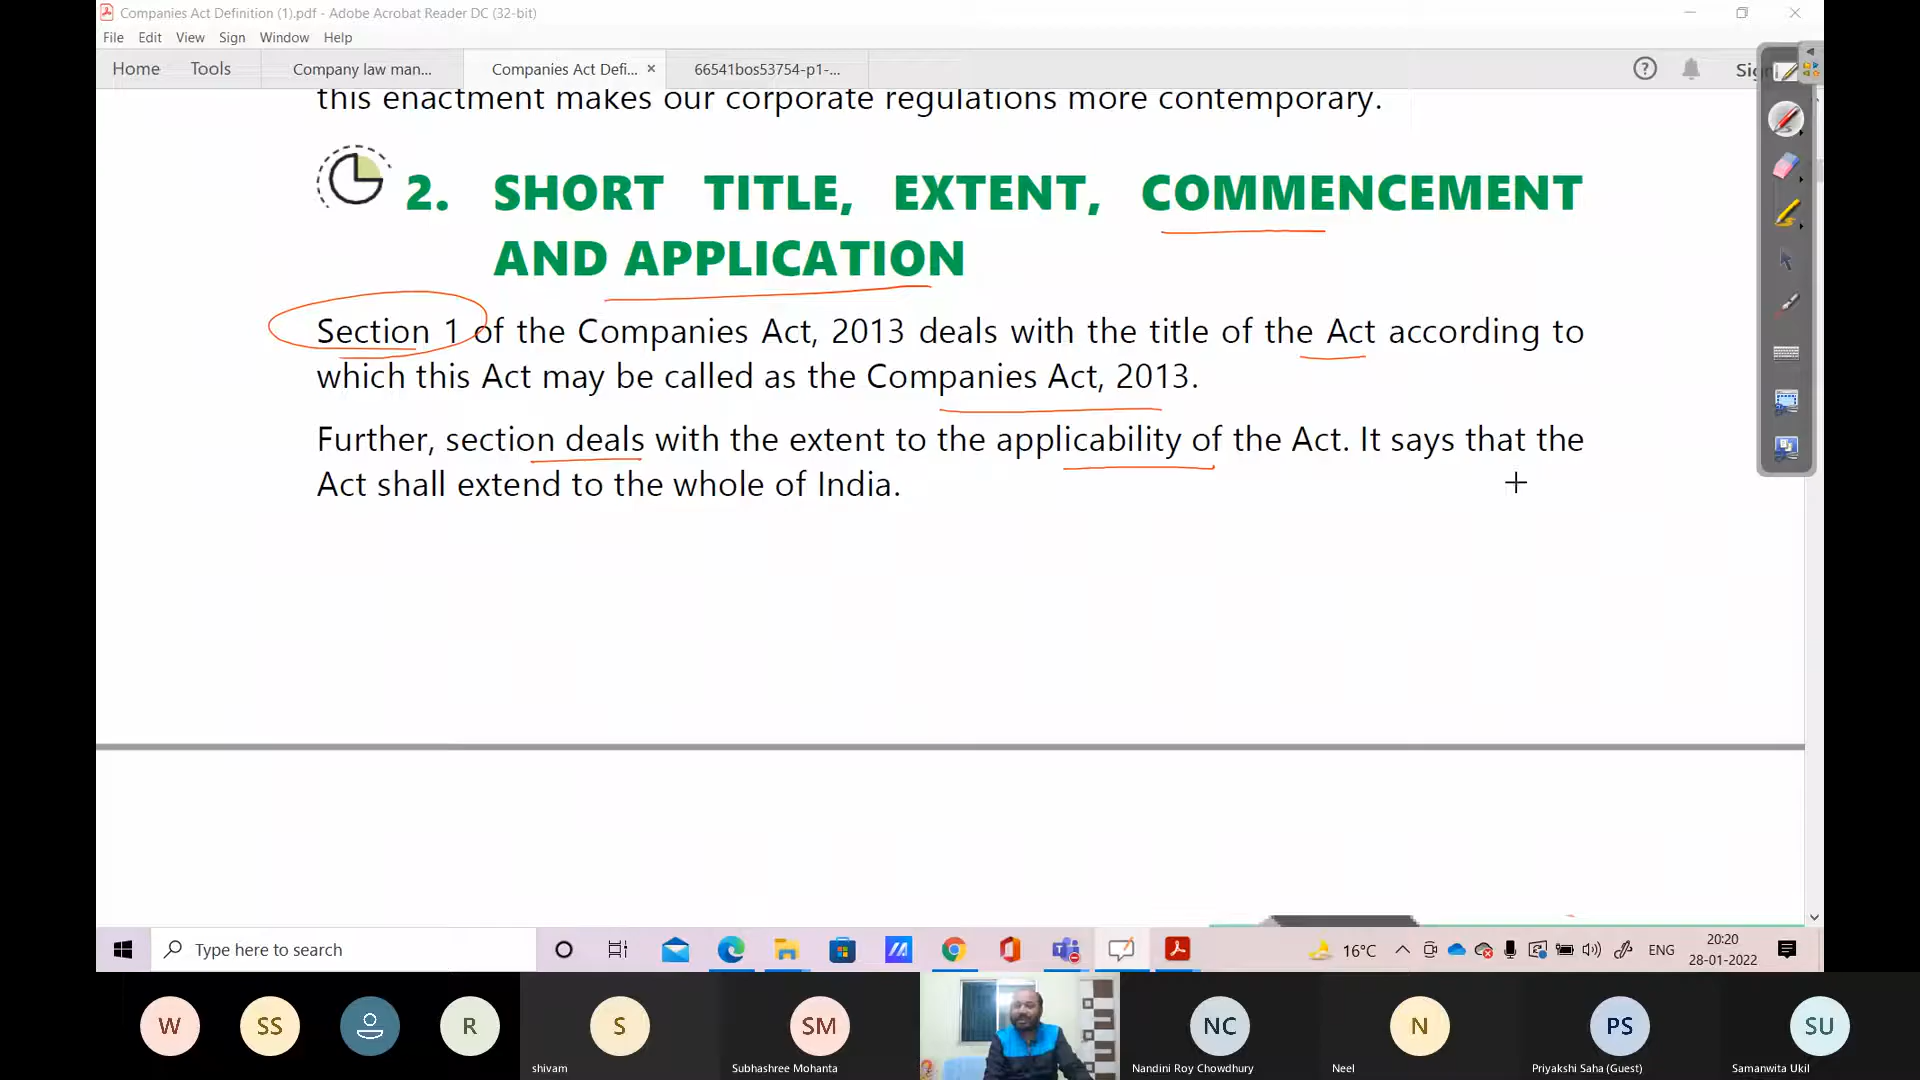 Companies Act Definition (1).pdf - Adobe Acrobat Reader DC (32-bit)
File Edit View Sign Window Help
Home Tools Company law man... Companies Act Defi... × 66541bos53754-p1-...
this enactment makes our corporate regulations more contemporary.
2. SHORT TITLE, EXTENT, COMMENCEMENT
AND APPLICATION
Section 1 of the Companies Act, 2013 deals with the title of the Act according to
which this Act may be called as the Companies Act, 2013.
Further, section deals with the extent to the applicability of the Act. It says that the
Act shall extend to the whole of India.
Type here to search
16°C
ENG
20:20
28-01-2022
W SS R S SM NC N PS SU
shivam Subhashree Mohanta Nandini Roy Chowdhury Neel Priyakshi Saha (Guest) Samanwita Ukil